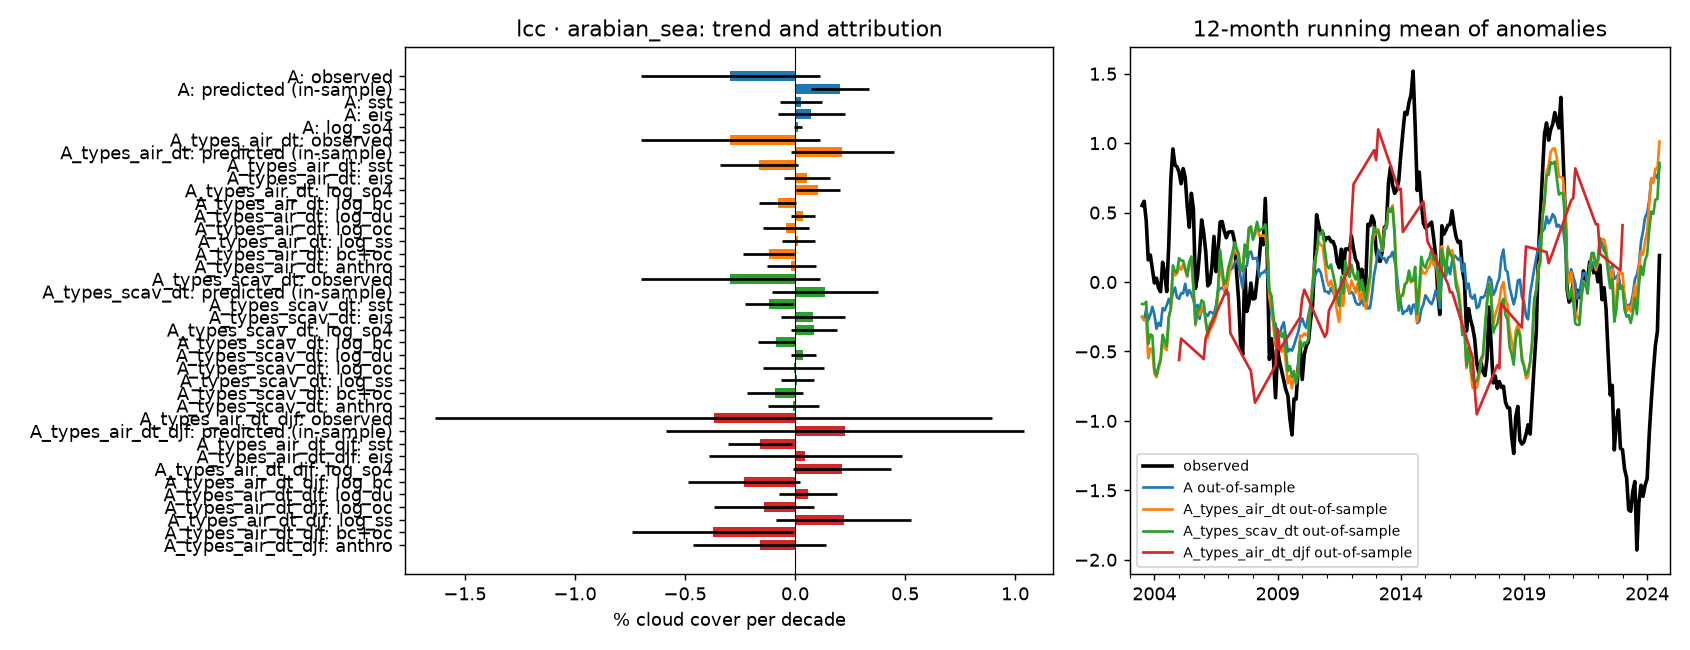 lcc · arabian_sea: trend and attribution
A: observed
A: predicted (in-sample)
A: sst
A: eis
A: log_so4
A_types_air_dt: observed
A_types_air_dt: predicted (in-sample)
A_types_air_dt: sst
A_types_air_dt: eis
A_types_air_dt: log_so4
A_types_air_dt: log_bc
A_types_air_dt: log_du
A_types_air_dt: log_oc
A_types_air_dt: log_ss
A_types_air_dt: bc+oc
A_types_air_dt: anthro
A_types_scav_dt: observed
A_types_scav_dt: predicted (in-sample)
A_types_scav_dt: sst
A_types_scav_dt: eis
A_types_scav_dt: log_so4
A_types_scav_dt: log_bc
A_types_scav_dt: log_du
A_types_scav_dt: log_oc
A_types_scav_dt: log_ss
A_types_scav_dt: bc+oc
A_types_scav_dt: anthro
A_types_air_dt_djf: observed
A_types_air_dt_djf: predicted (in-sample)
A_types_air_dt_djf: sst
A_types_air_dt_djf: eis
A_types_air_dt_djf: log_so4
A_types_air_dt_djf: log_bc
A_types_air_dt_djf: log_du
A_types_air_dt_djf: log_oc
A_types_air_dt_djf: log_ss
A_types_air_dt_djf: bc+oc
A_types_air_dt_djf: anthro
−1.5 −1.0 −0.5 0.0 0.5 1.0
% cloud cover per decade
12-month running mean of anomalies
1.5
1.0
0.5
0.0
−0.5
−1.0
−1.5
−2.0
observed
A out-of-sample
A_types_air_dt out-of-sample
A_types_scav_dt out-of-sample
A_types_air_dt_djf out-of-sample
2004 2009 2014 2019 2024